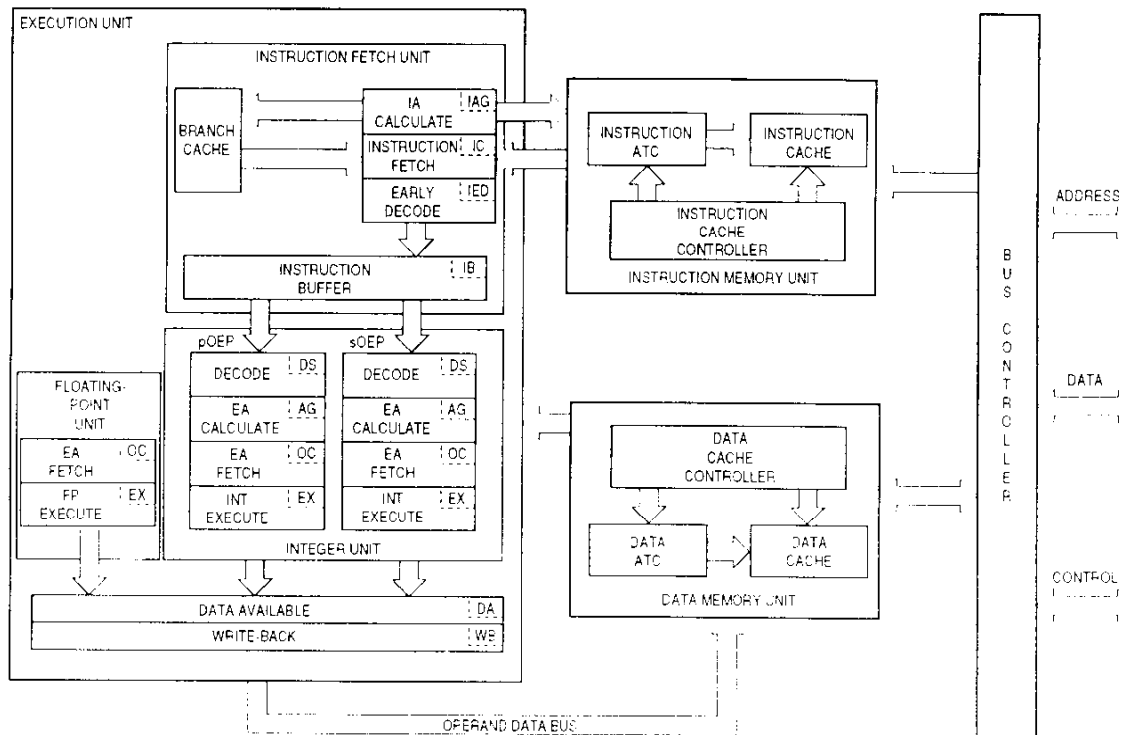 EXECUTION UNIT
INSTRUCTION FETCH UNIT
BRANCH
CACHE
IA
CALCULATE
IAG
INSTRUCTION
FETCH
IC
EARLY
DECODE
IED
INSTRUCTION
BUFFER
IB
INSTRUCTION
ATC
INSTRUCTION
CACHE
INSTRUCTION
CACHE
CONTROLLER
INSTRUCTION MEMORY UNIT
pOEP
sOEP
DECODE
DS
DECODE
DS
EA
CALCULATE
AG
EA
CALCULATE
AG
EA
FETCH
OC
EA
FETCH
OC
INT
EXECUTE
EX
INT
EXECUTE
EX
INTEGER UNIT
FLOATING-
POINT
UNIT
EA
FETCH
OC
FP
EXECUTE
EX
DATA AVAILABLE
DA
WRITE-BACK
WB
DATA
CACHE
CONTROLLER
DATA
ATC
DATA
CACHE
DATA MEMORY UNIT
OPERAND DATA BUS
BUS CONTROLLER
ADDRESS
DATA
CONTROL